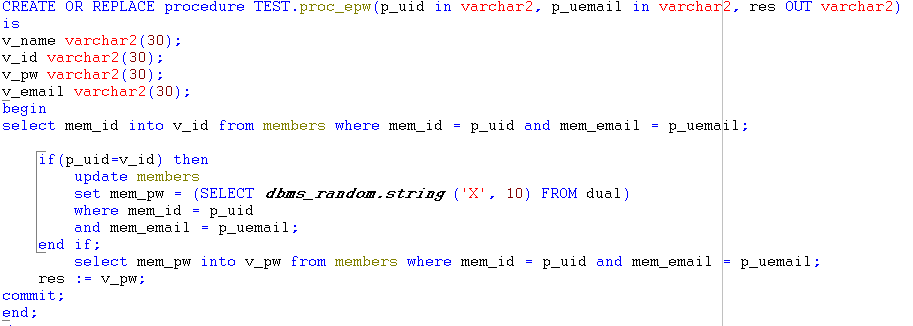 CREATE OR REPLACE procedure TEST.proc_epw(p_uid in varchar2, p_uemail in varchar2, res OUT varchar2)
is
v_name varchar2(30);
v_id varchar2(30);
v_pw varchar2(30);
v_email varchar2(30);
begin
select mem_id into v_id from members where mem_id = p_uid and mem_email = p_uemail;
if(p_uid=v_id) then
update members
set mem_pw = (SELECT dbms_random.string ('X', 10) FROM dual)
where mem_id = p_uid
and mem_email = p_uemail;
end if;
select mem_pw into v_pw from members where mem_id = p_uid and mem_email = p_uemail;
res := v_pw;
commit;
end;